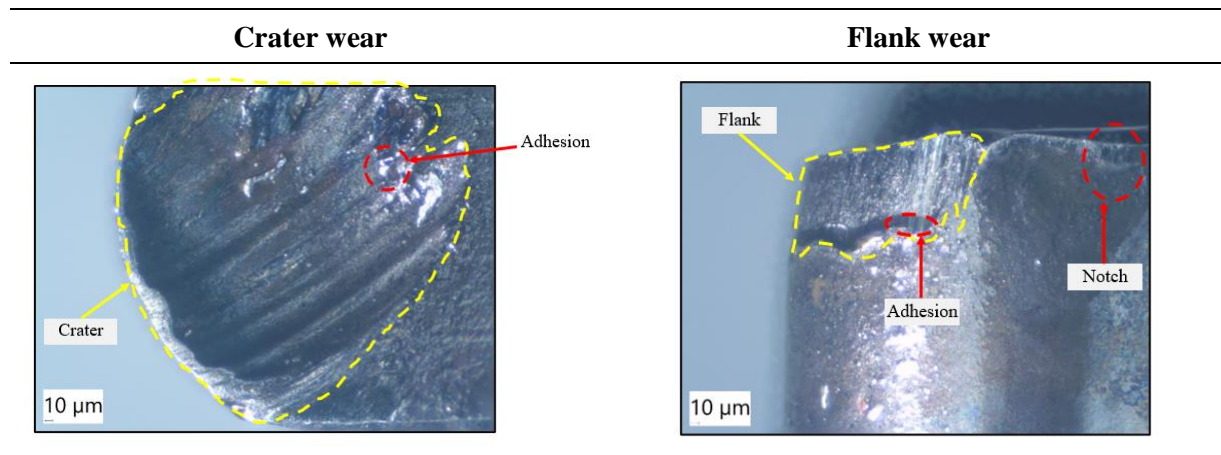 Crater wear
Flank wear
Adhesion
Crater
10 µm
Flank
Adhesion
Notch
10 µm